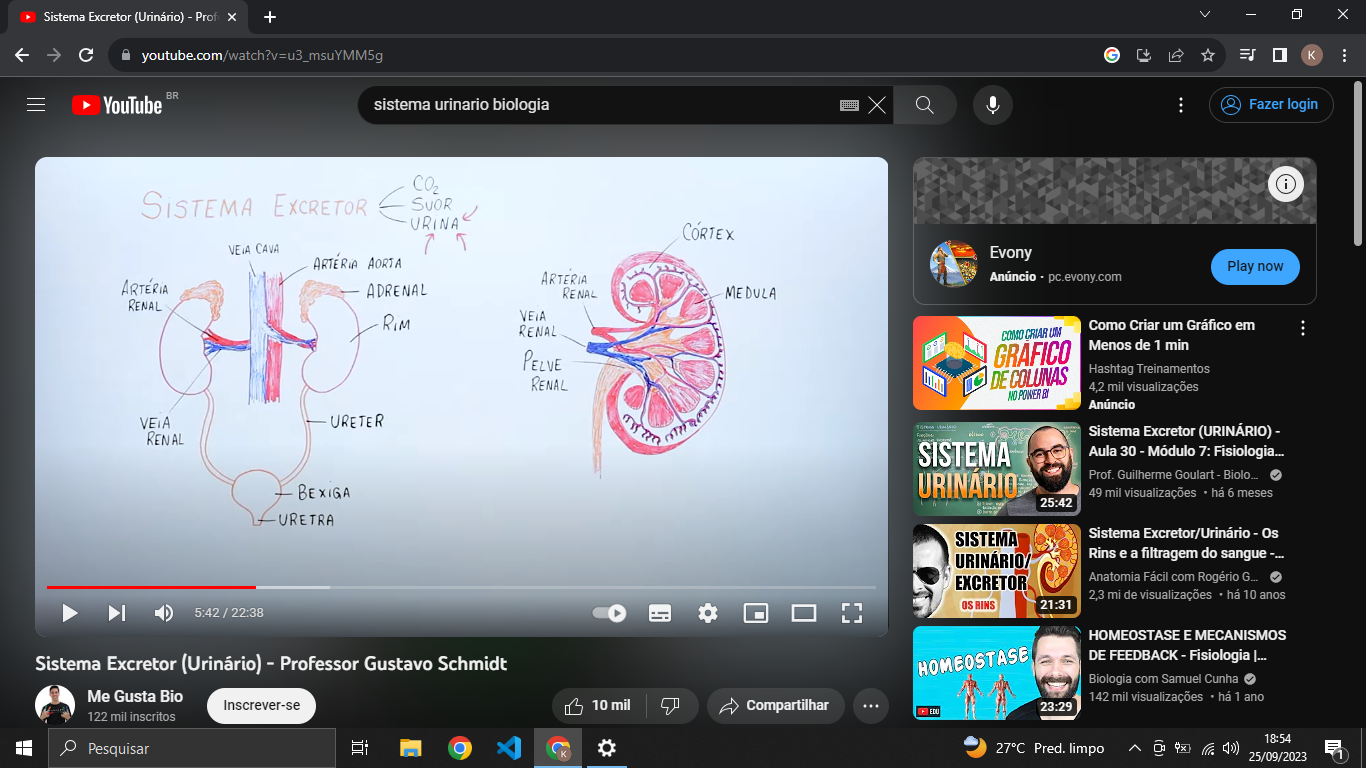 Sistema Excretor (Urinário) - Prof
youtube.com/watch?v=u3_msuYMM5g
K
YouTube BR
sistema urinario biologia
Fazer login
SISTEMA EXCRETOR
CO2
SUOR
URINA
VEIA CAVA
ARTÉRIA AORTA
ARTÉRIA
RENAL
ADRENAL
RIM
VEIA
RENAL
URETER
BEXIGA
URETRA
CÓRTEX
ARTÉRIA
RENAL
MEDULA
VEIA
RENAL
PELVE
RENAL
5:42 / 22:38
Sistema Excretor (Urinário) - Professor Gustavo Schmidt
Me Gusta Bio
122 mil inscritos
Inscrever-se
10 mil
Compartilhar
Evony
Anúncio · pc.evony.com
Play now
COMO CRIAR UM
GRÁFICO
DE COLUNAS
NO POWER BI
Como Criar um Gráfico em
Menos de 1 min
Hashtag Treinamentos
4,2 mil visualizações
Anúncio
SISTEMA
URINÁRIO
25:42
Sistema Excretor (URINÁRIO) -
Aula 30 - Módulo 7: Fisiologia...
Prof. Guilherme Goulart - Biolo...
49 mil visualizações • há 6 meses
SISTEMA
URINÁRIO/
EXCRETOR
OS RINS
21:31
Sistema Excretor/Urinário - Os
Rins e a filtragem do sangue -...
Anatomia Fácil com Rogério G...
2,3 mi de visualizações • há 10 anos
HOMEOSTASE
EDU
23:29
HOMEOSTASE E MECANISMOS
DE FEEDBACK - Fisiologia |...
Biologia com Samuel Cunha
142 mil visualizações • há 1 ano
Pesquisar
K
27°C Pred. limpo
18:54
25/09/2023
1